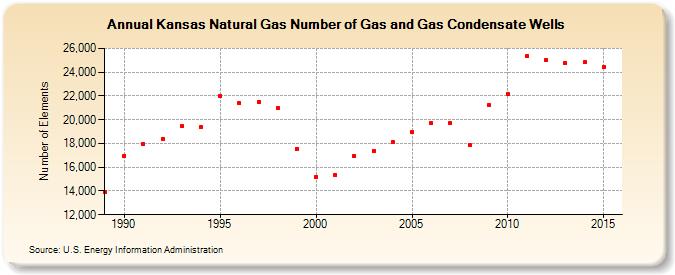 Annual Kansas Natural Gas Number of Gas and Gas Condensate Wells
Number of Elements
26,000
24,000
22,000
20,000
18,000
16,000
14,000
12,000
1990 1995 2000 2005 2010 2015
Source: U.S. Energy Information Administration